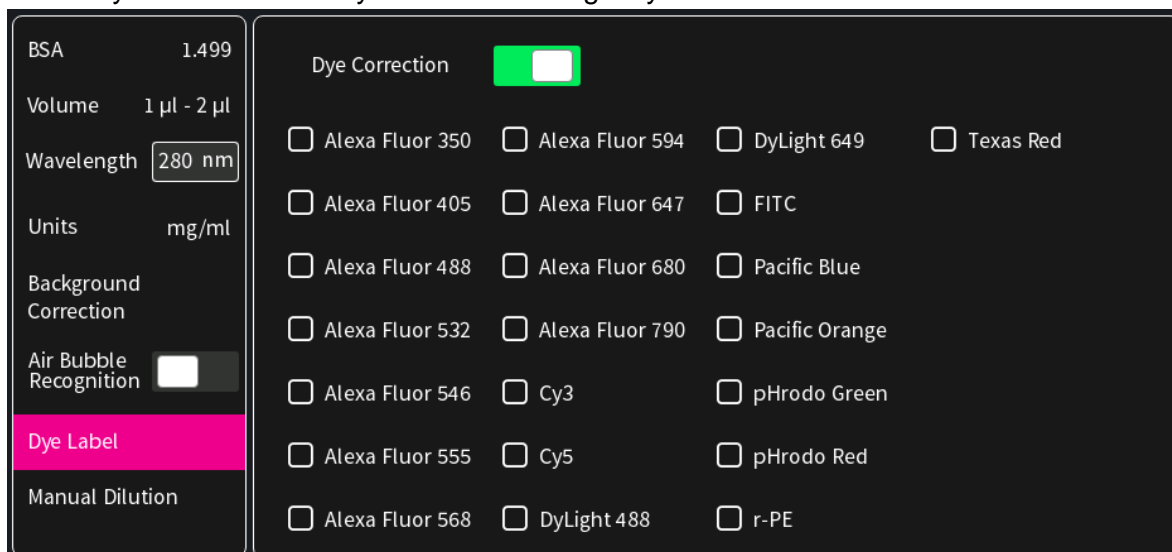 BSA 1.499
Volume 1 µl - 2 µl
Wavelength 280 nm
Units mg/ml
Background
Correction
Air Bubble
Recognition
Dye Label
Manual Dilution
Dye Correction
Alexa Fluor 350 Alexa Fluor 594 DyLight 649 Texas Red
Alexa Fluor 405 Alexa Fluor 647 FITC
Alexa Fluor 488 Alexa Fluor 680 Pacific Blue
Alexa Fluor 532 Alexa Fluor 790 Pacific Orange
Alexa Fluor 546 Cy3 pHrodo Green
Alexa Fluor 555 Cy5 pHrodo Red
Alexa Fluor 568 DyLight 488 r-PE